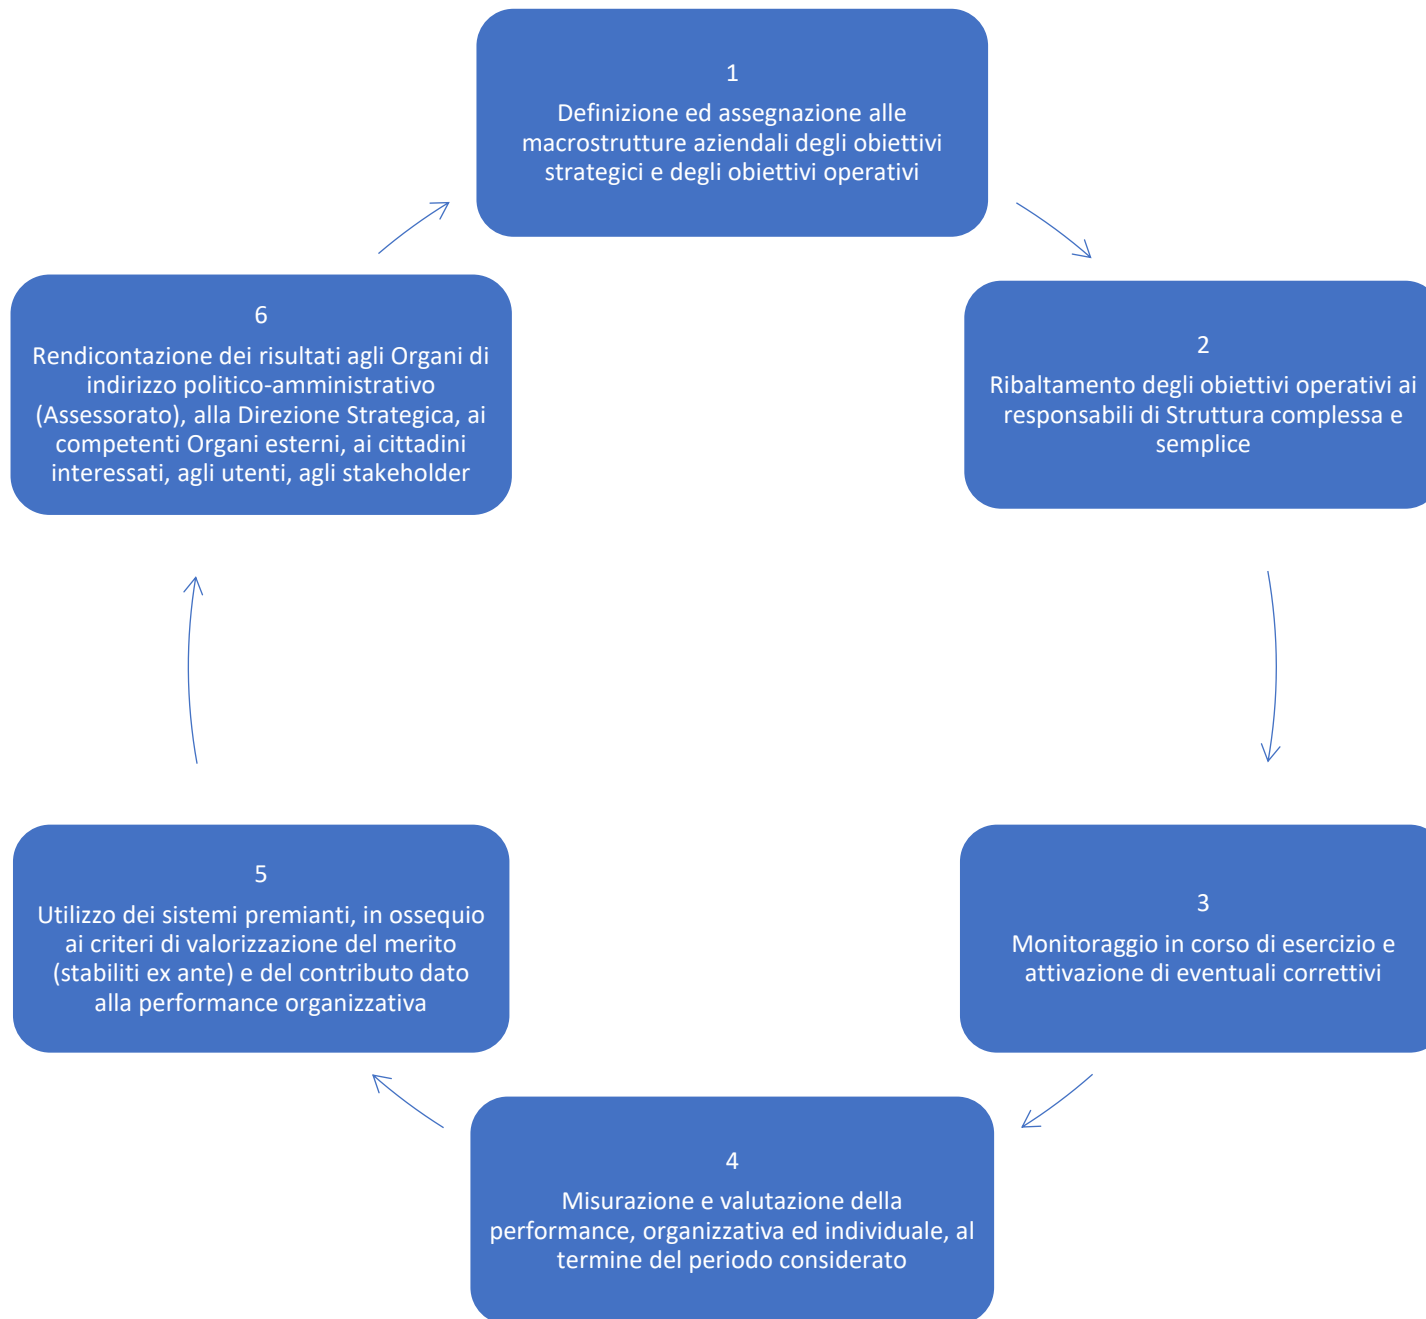 1
Definizione ed assegnazione alle
macrostrutture aziendali degli obiettivi
strategici e degli obiettivi operativi
2
Ribaltamento degli obiettivi operativi ai
responsabili di Struttura complessa e
semplice
3
Monitoraggio in corso di esercizio e
attivazione di eventuali correttivi
4
Misurazione e valutazione della
performance, organizzativa ed individuale, al
termine del periodo considerato
5
Utilizzo dei sistemi premianti, in ossequio
ai criteri di valorizzazione del merito
(stabiliti ex ante) e del contributo dato
alla performance organizzativa
6
Rendicontazione dei risultati agli Organi di
indirizzo politico-amministrativo
(Assessorato), alla Direzione Strategica, ai
competenti Organi esterni, ai cittadini
interessati, agli utenti, agli stakeholder